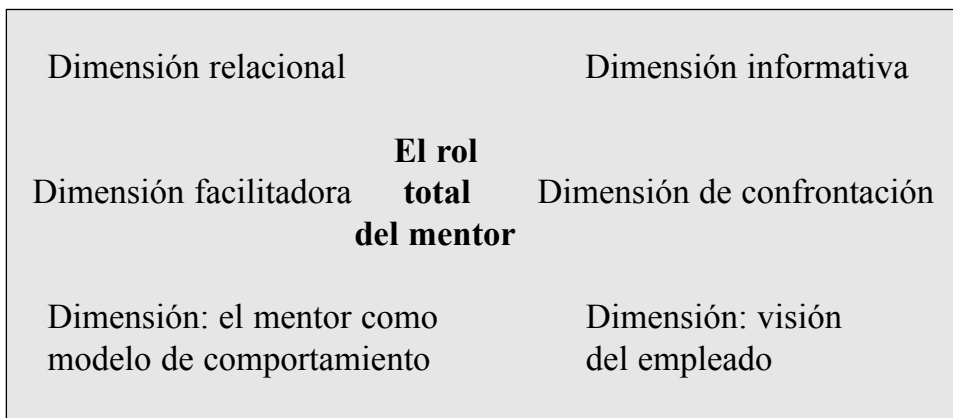 Dimensión relacional
Dimensión informativa
El rol
total
del mentor
Dimensión facilitadora
Dimensión de confrontación
Dimensión: el mentor como
modelo de comportamiento
Dimensión: visión
del empleado